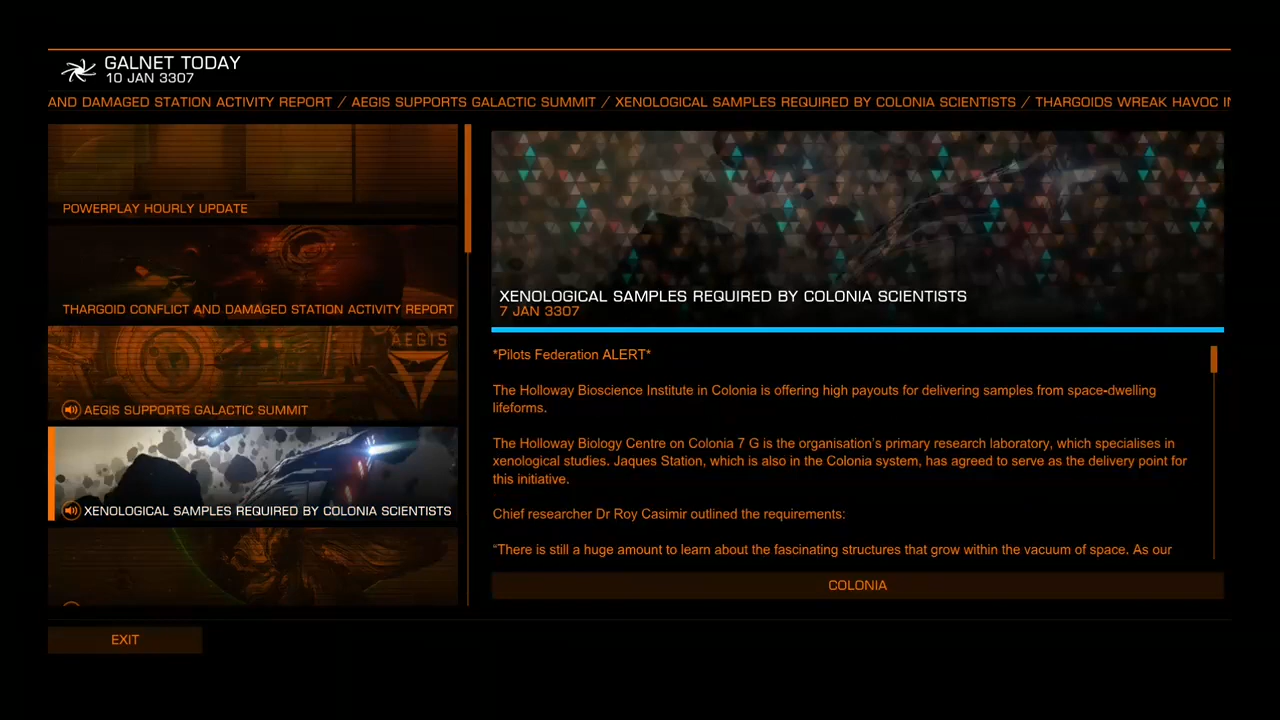 GALNET TODAY
10 JAN 3307
AND DAMAGED STATION ACTIVITY REPORT / AEGIS SUPPORTS GALACTIC SUMMIT / XENOLOGICAL SAMPLES REQUIRED BY COLONIA SCIENTISTS / THARGOIDS WREAK HAVOC IN
POWERPLAY HOURLY UPDATE
THARGOID CONFLICT AND DAMAGED STATION ACTIVITY REPORT
AEGIS
AEGIS SUPPORTS GALACTIC SUMMIT
XENOLOGICAL SAMPLES REQUIRED BY COLONIA SCIENTISTS
XENOLOGICAL SAMPLES REQUIRED BY COLONIA SCIENTISTS
7 JAN 3307
*Pilots Federation ALERT*
The Holloway Bioscience Institute in Colonia is offering high payouts for delivering samples from space-dwelling
lifeforms.
The Holloway Biology Centre on Colonia 7 G is the organisation's primary research laboratory, which specialises in
xenological studies. Jaques Station, which is also in the Colonia system, has agreed to serve as the delivery point for
this initiative.
Chief researcher Dr Roy Casimir outlined the requirements:
“There is still a huge amount to learn about the fascinating structures that grow within the vacuum of space. As our
COLONIA
EXIT